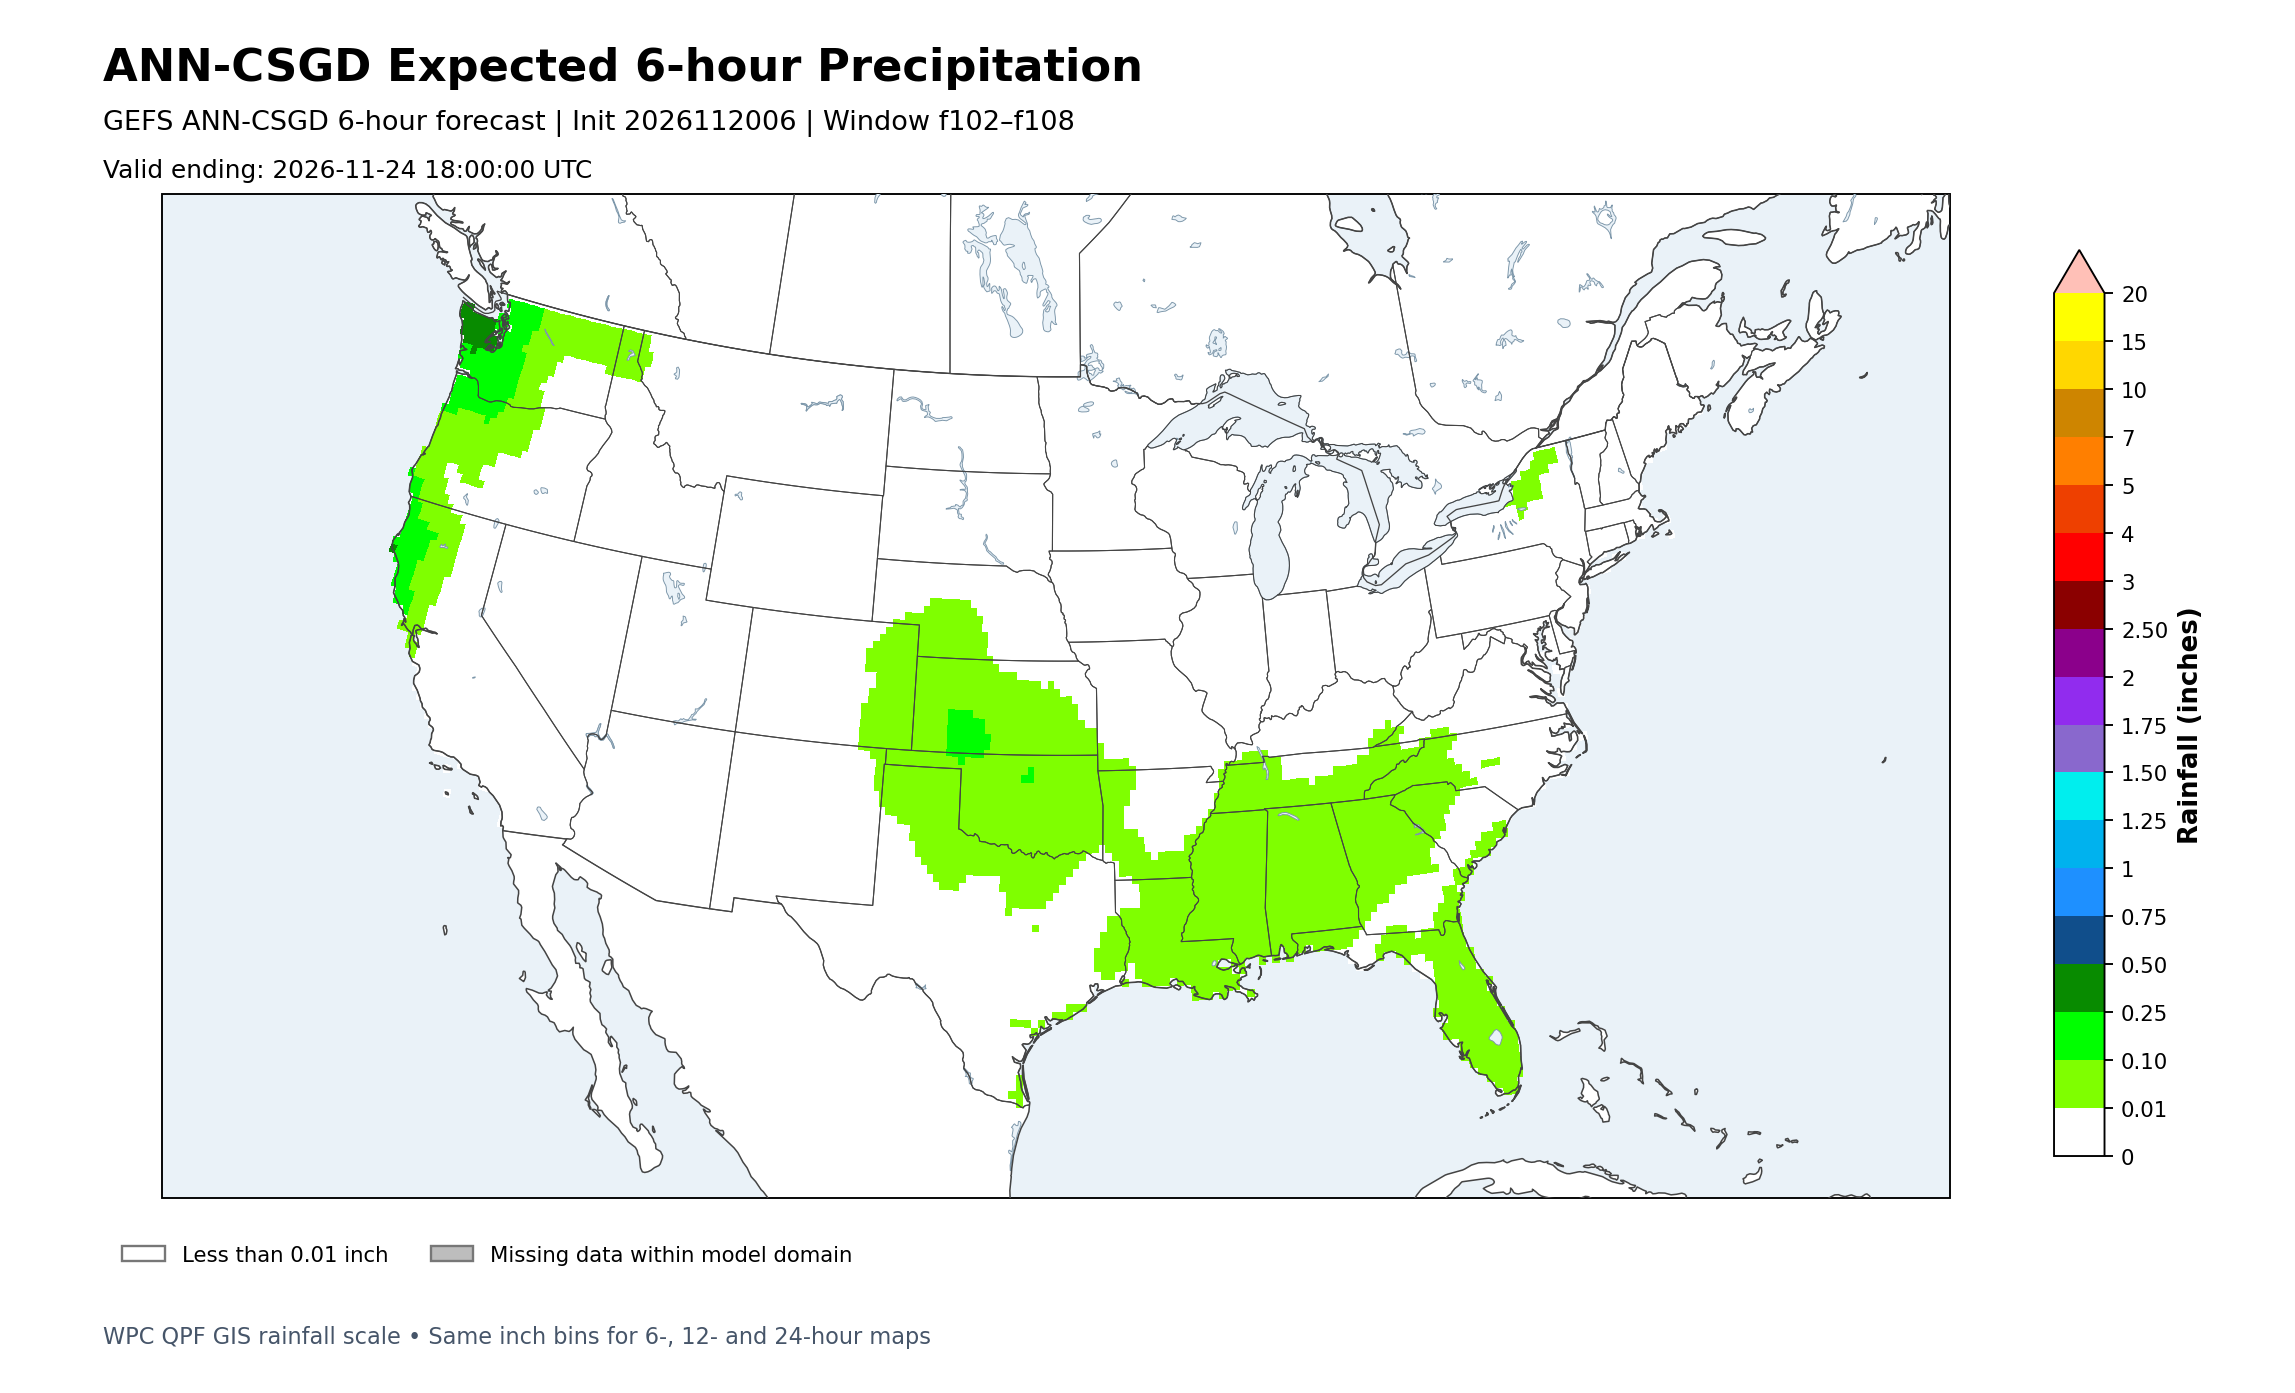 ANN-CSGD Expected 6-hour Precipitation
GEFS ANN-CSGD 6-hour forecast | Init 2026112006 | Window f102–f108
Valid ending: 2026-11-24 18:00:00 UTC
20
15
10
7
5
4
3
2.50
2
1.75
1.50
1.25
1
0.75
0.50
0.25
0.10
0.01
0
Rainfall (inches)
Less than 0.01 inch
Missing data within model domain
WPC QPF GIS rainfall scale • Same inch bins for 6-, 12- and 24-hour maps